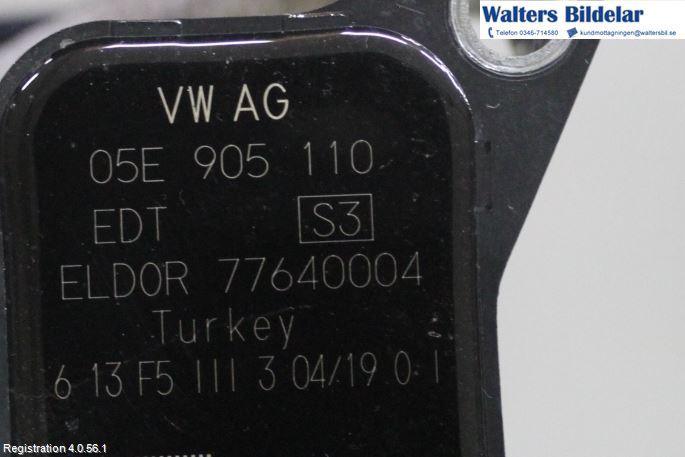 Walters Bildelar
Telefon 0346-714580 kundmottagningen@waltersbil.se
VW AG
05E 905 110
EDT S3
ELDOR 77640004
Turkey
6 13 F5 III 3 04/19 0 1
Registration 4.0.56.1